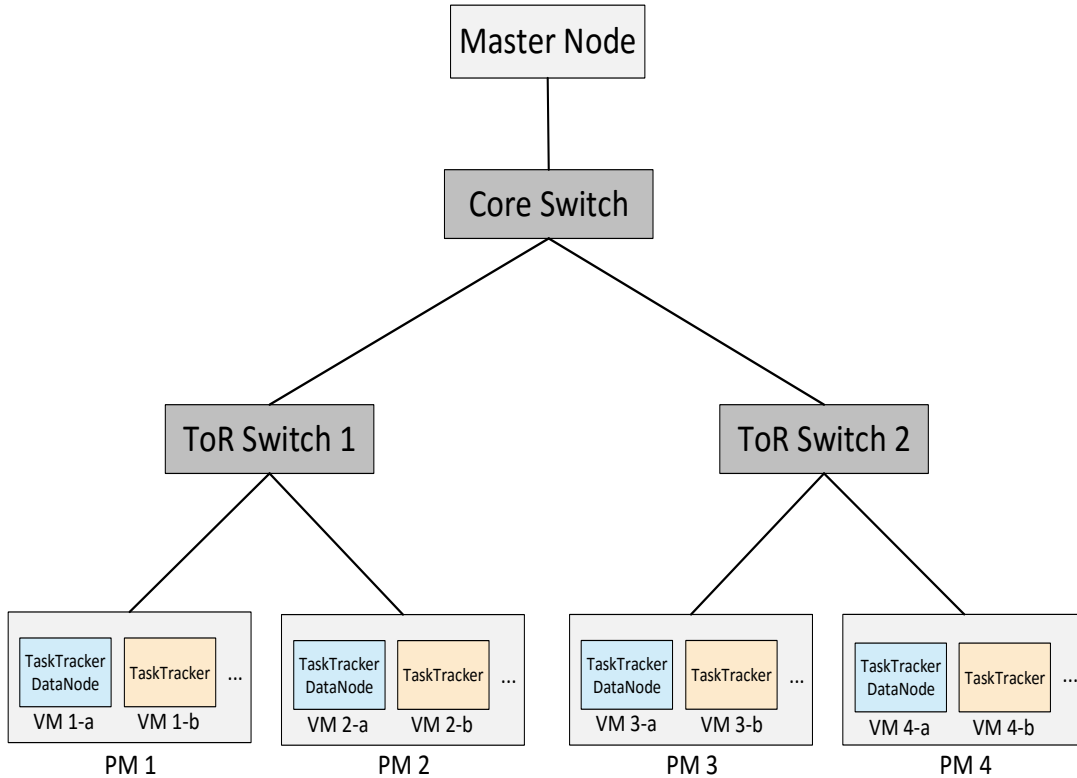 Master Node
Core Switch
ToR Switch 1
ToR Switch 2
TaskTracker
DataNode
VM 1-a
TaskTracker
VM 1-b
...
PM 1
TaskTracker
DataNode
VM 2-a
TaskTracker
VM 2-b
...
PM 2
TaskTracker
DataNode
VM 3-a
TaskTracker
VM 3-b
...
PM 3
TaskTracker
DataNode
VM 4-a
TaskTracker
VM 4-b
...
PM 4